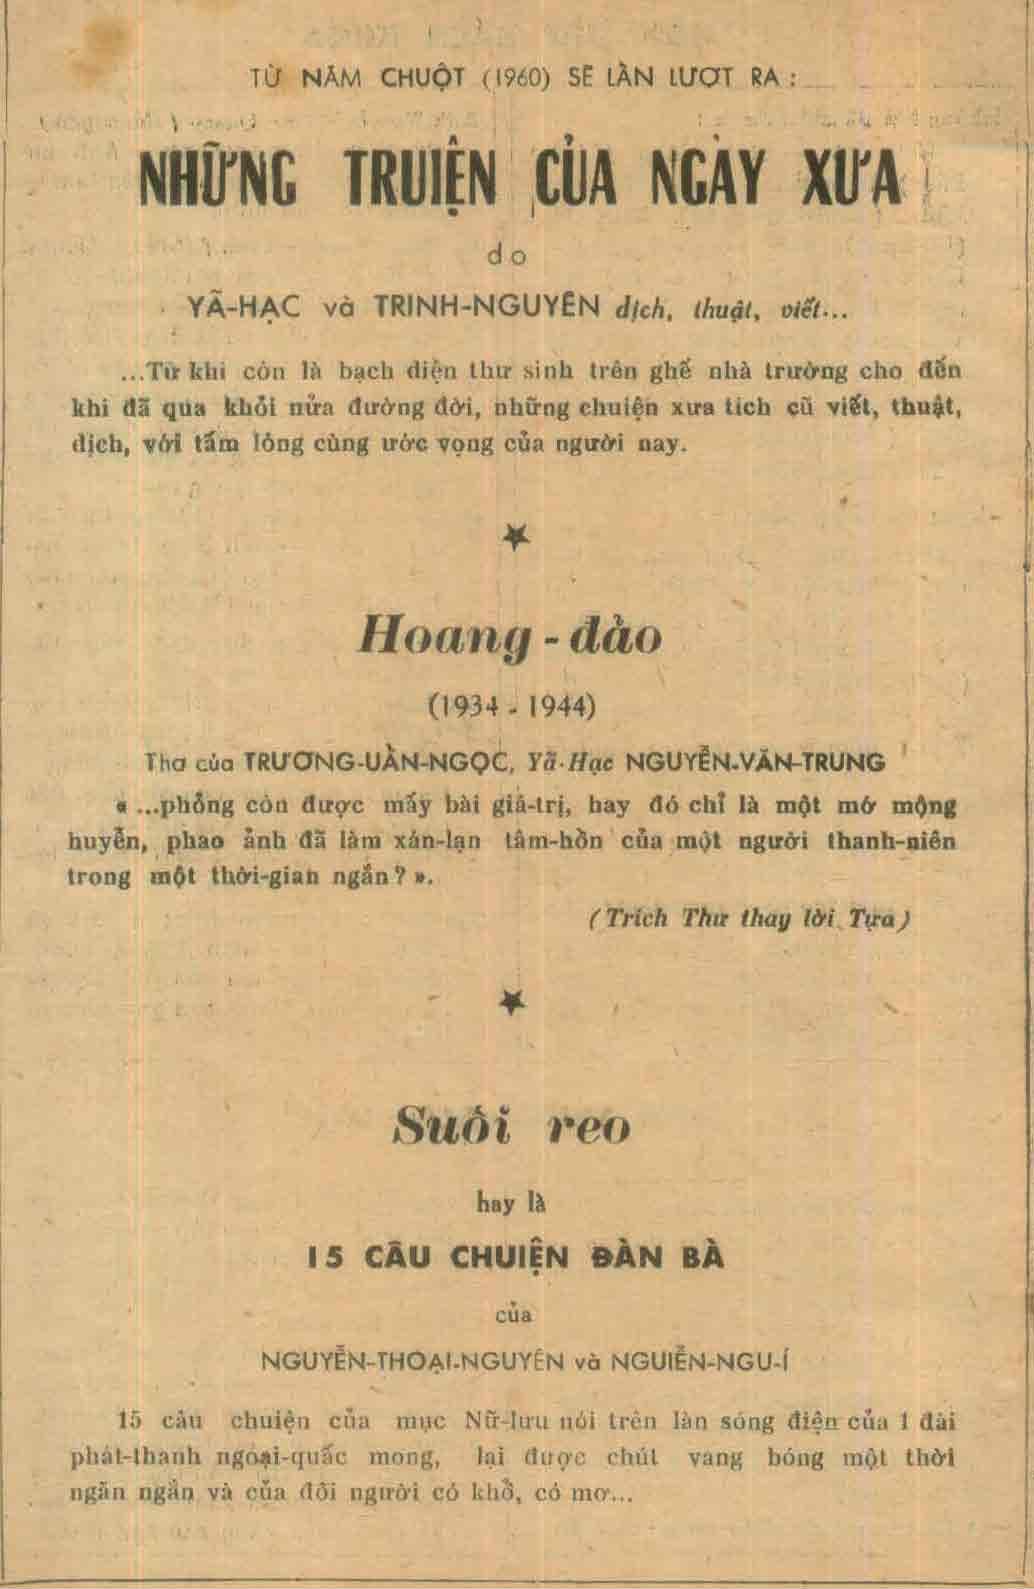 TỪ NĂM CHUỘT (1960) SẼ LẦN LƯỢT RA :
NHỮNG TRUIỆN CỦA NGÀY XƯA
do
YÃ-HẠC và TRINH-NGUYÊN dịch, thuật, viết...
...Từ khi còn là bạch diện thư sinh trên ghế nhà trường cho đến
khi đã qua khỏi nửa đường đời, những chuiện xưa tích cũ viết, thuật,
dịch, với tấm lòng cùng ước vọng của người nay.
Hoang-đảo
(1934 - 1944)
Thơ của TRƯƠNG-UẨN-NGỌC, Yã-Hạc NGUYỄN-VĂN-TRUNG
« ...phỏng còn được mấy bài giá-trị, hay đó chỉ là một mớ mộng
huyễn, phao ảnh đã làm xán-lạn tâm-hồn của một người thanh-niên
trong một thời-gian ngắn? ».
(Trích Thư thay lời Tựa)
Suối reo
hay là
15 CÂU CHUIỆN ĐÀN BÀ
của
NGUYỄN-THOẠI-NGUYÊN và NGUIỄN-NGU-Í
15 câu chuiện của mục Nữ-lưu nói trên làn sóng điện của 1 đài
phát-thanh ngoại-quấc mong, lại được chút vang bóng một thời
ngăn ngắn và của đôi người có khổ, có mơ...